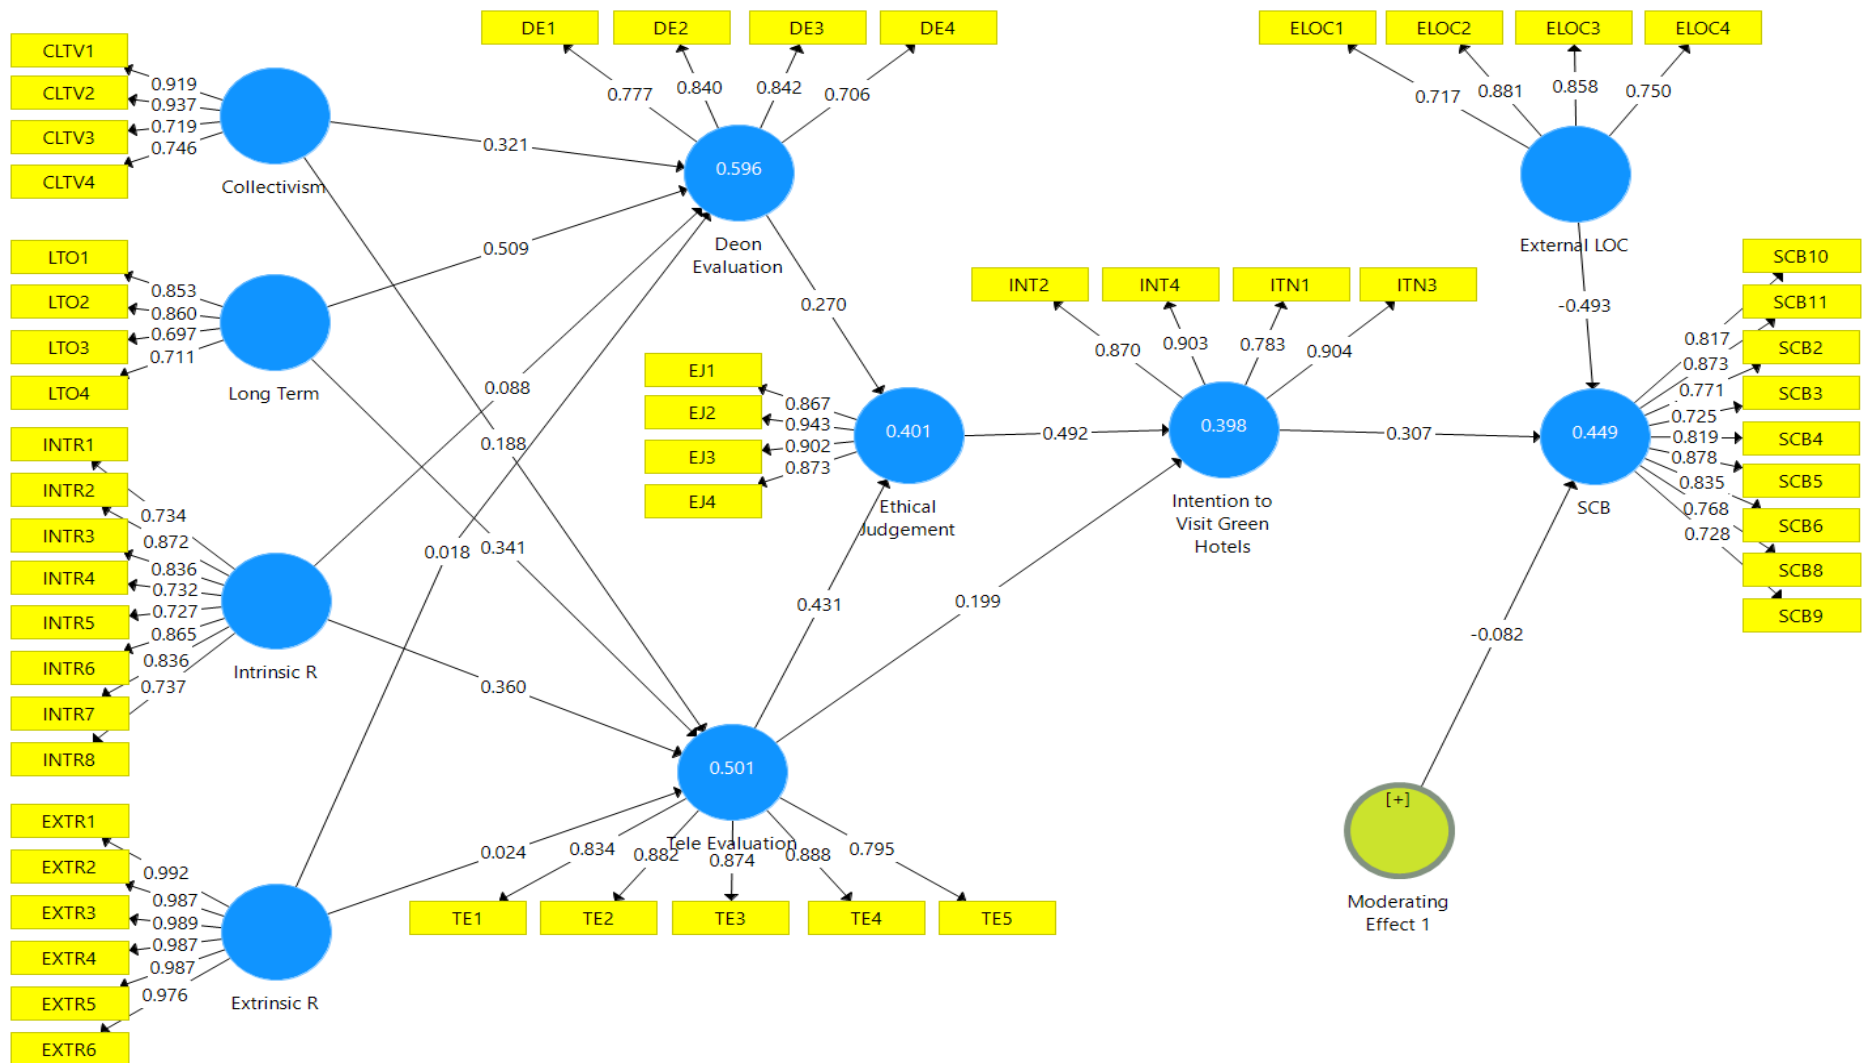 CLTV1
CLTV2
CLTV3
CLTV4
0.919
0.937
0.719
0.746
Collectivism
LTO1
LTO2
LTO3
LTO4
0.853
0.860
0.697
0.711
Long Term
INTR1
INTR2
INTR3
INTR4
INTR5
INTR6
INTR7
INTR8
0.734
0.872
0.836
0.732
0.727
0.865
0.836
0.737
Intrinsic R
EXTR1
EXTR2
EXTR3
EXTR4
EXTR5
EXTR6
0.992
0.987
0.989
0.987
0.987
0.976
Extrinsic R
0.321
0.509
0.088
0.188
0.018
0.341
0.360
0.024
DE1
DE2
DE3
DE4
0.777
0.840
0.842
0.706
0.596
Deon
Evaluation
0.270
EJ1
EJ2
EJ3
EJ4
0.867
0.943
0.902
0.873
0.401
Ethical
Judgement
0.431
0.501
Tele Evaluation
0.834
0.882
0.874
0.888
0.795
TE1
TE2
TE3
TE4
TE5
0.492
0.199
INT2
INT4
ITN1
ITN3
0.870
0.903
0.783
0.904
0.398
Intention to
Visit Green
Hotels
0.307
ELOC1
ELOC2
ELOC3
ELOC4
0.717
0.881
0.858
0.750
External LOC
-0.493
0.449
SCB
0.817
0.873
0.771
0.725
0.819
0.878
0.835
0.768
0.728
SCB10
SCB11
SCB2
SCB3
SCB4
SCB5
SCB6
SCB8
SCB9
-0.082
[+]
Moderating
Effect 1